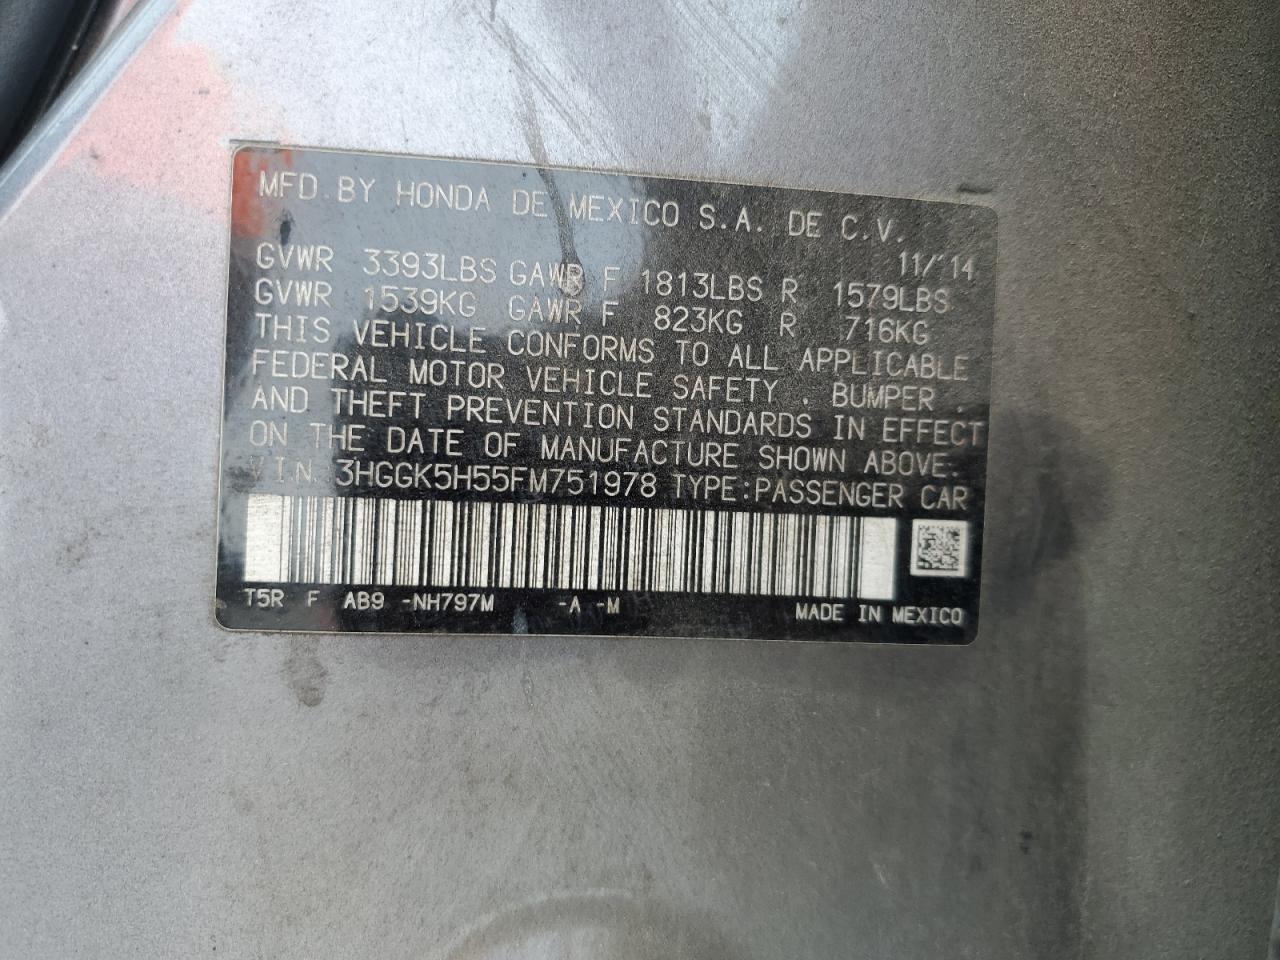 MFD. BY HONDA DE MEXICO S.A. DE C.V.
11/'14
GVWR 3393LBS GAWR F 1813LBS R 1579LBS
GVWR 1539KG GAWR F 823KG R 716KG
THIS VEHICLE CONFORMS TO ALL APPLICABLE
FEDERAL MOTOR VEHICLE SAFETY , BUMPER ,
AND THEFT PREVENTION STANDARDS IN EFFECT
ON THE DATE OF MANUFACTURE SHOWN ABOVE.
V.I.N. 3HGGK5H55FM751978 TYPE:PASSENGER CAR
T5R F AB9 -NH797M -A -M MADE IN MEXICO